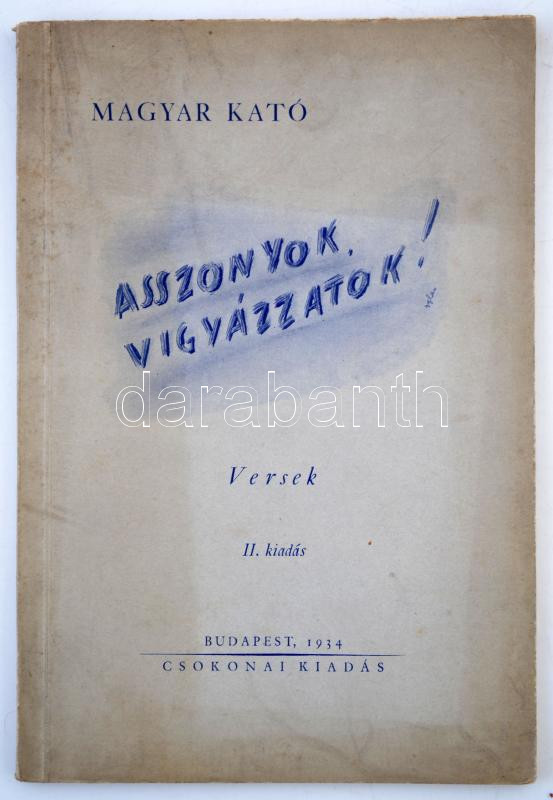 MAGYAR KATÓ
ASSZONYOK,
VIGYÁZZATOK!
darabanth
Versek
II. kiadás
BUDAPEST, 1934
CSOKONAI KIADÁS